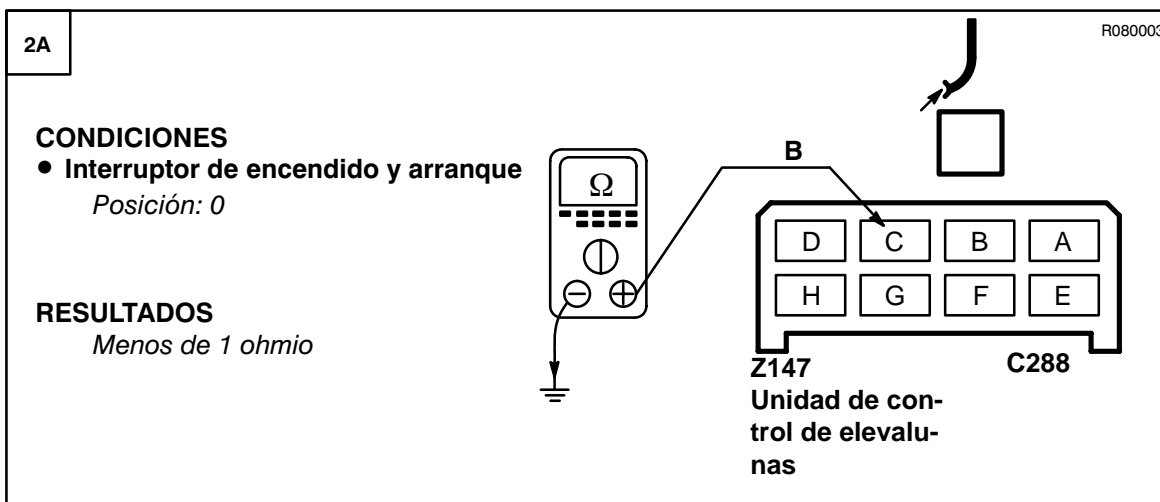 2A
R080003
CONDICIONES
• Interruptor de encendido y arranque
Posición: 0
RESULTADOS
Menos de 1 ohmio
Ω
B
D C B A
H G F E
Z147 C288
Unidad de con-
trol de elevalu-
nas